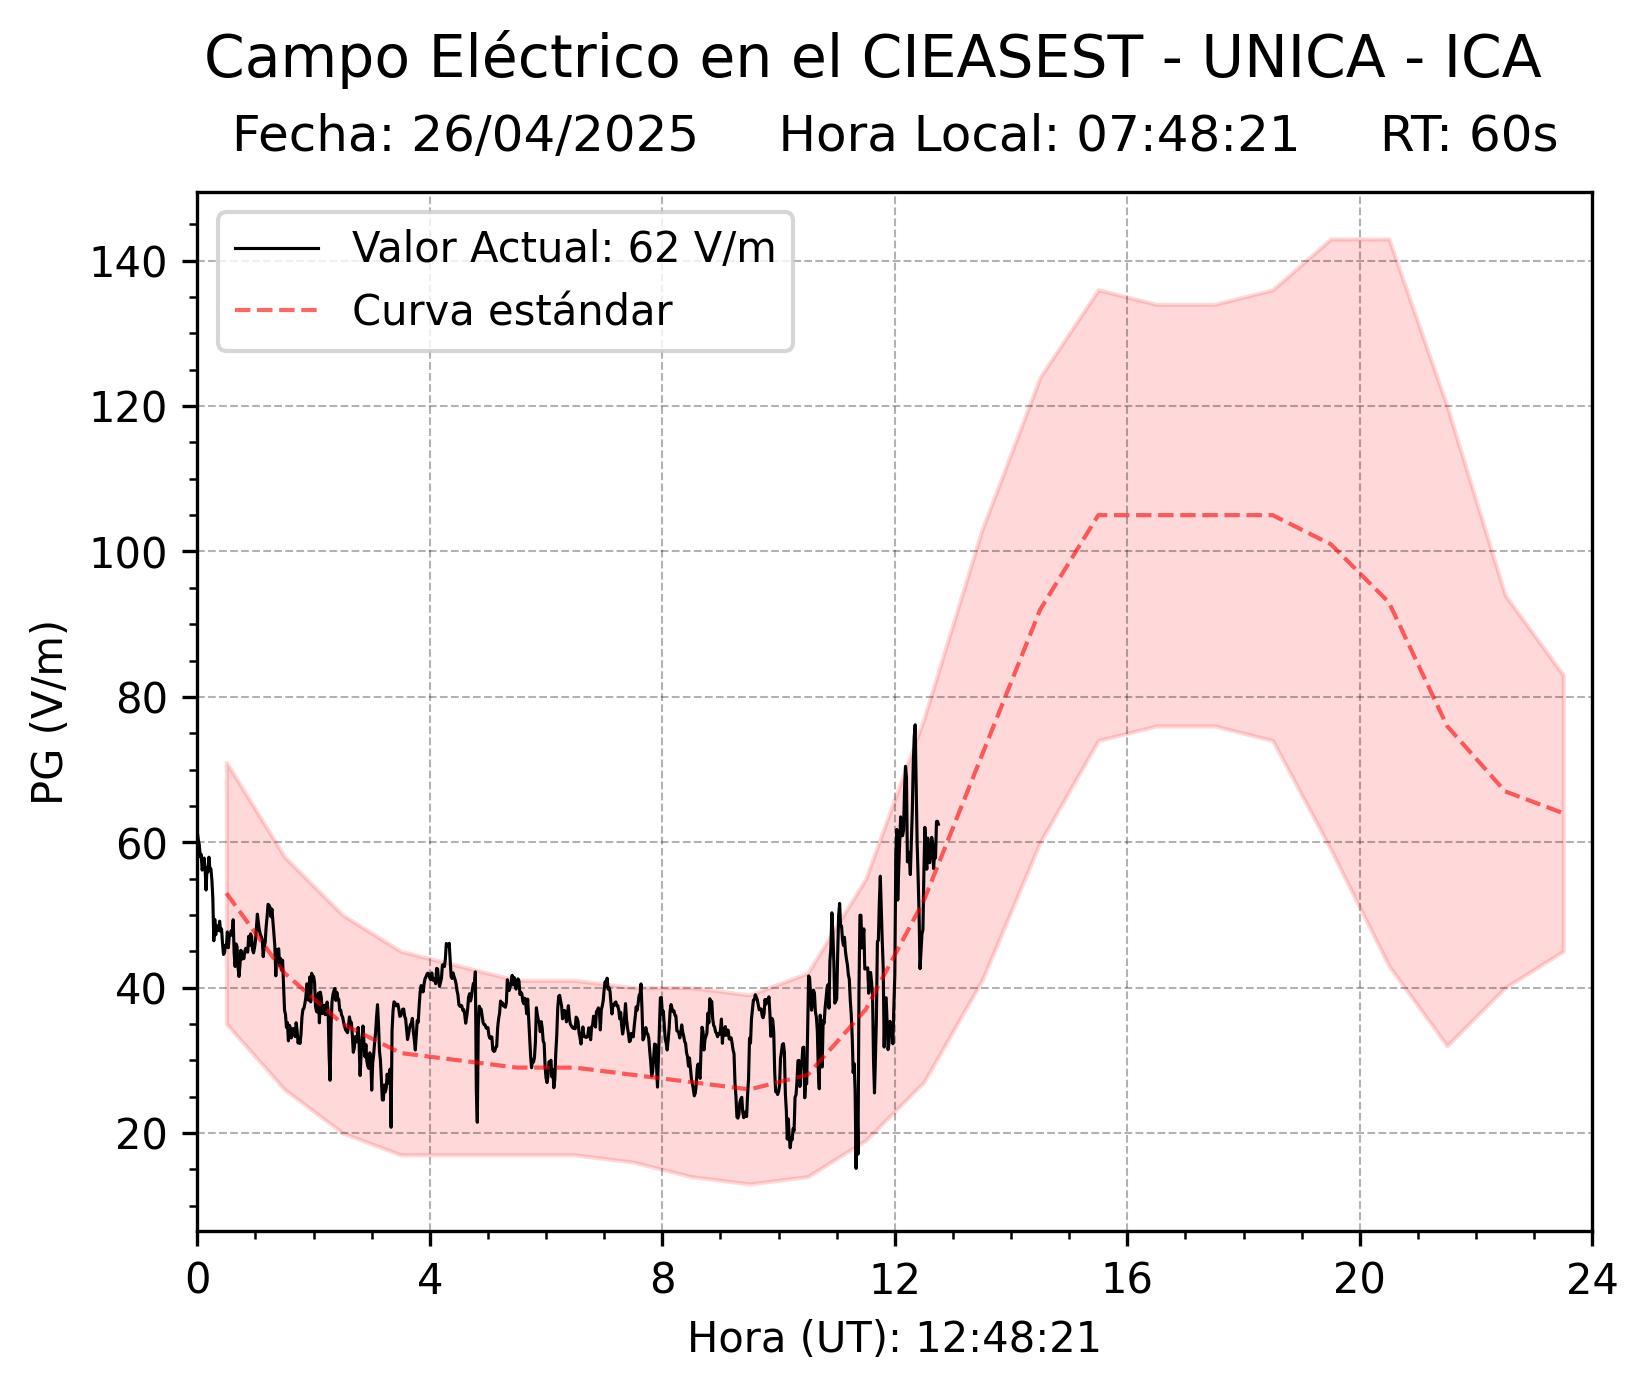 Campo Eléctrico en el CIEASEST - UNICA - ICA
Fecha: 26/04/2025 Hora Local: 07:48:21 RT: 60s
Valor Actual: 62 V/m
Curva estándar
140
120
100
80
60
40
20
PG (V/m)
0 4 8 12 16 20 24
Hora (UT): 12:48:21